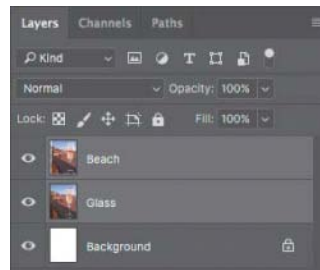 Layers Channels Paths
Kind
Normal Opacity: 100%
Lock: Fill: 100%
Beach
Glass
Background